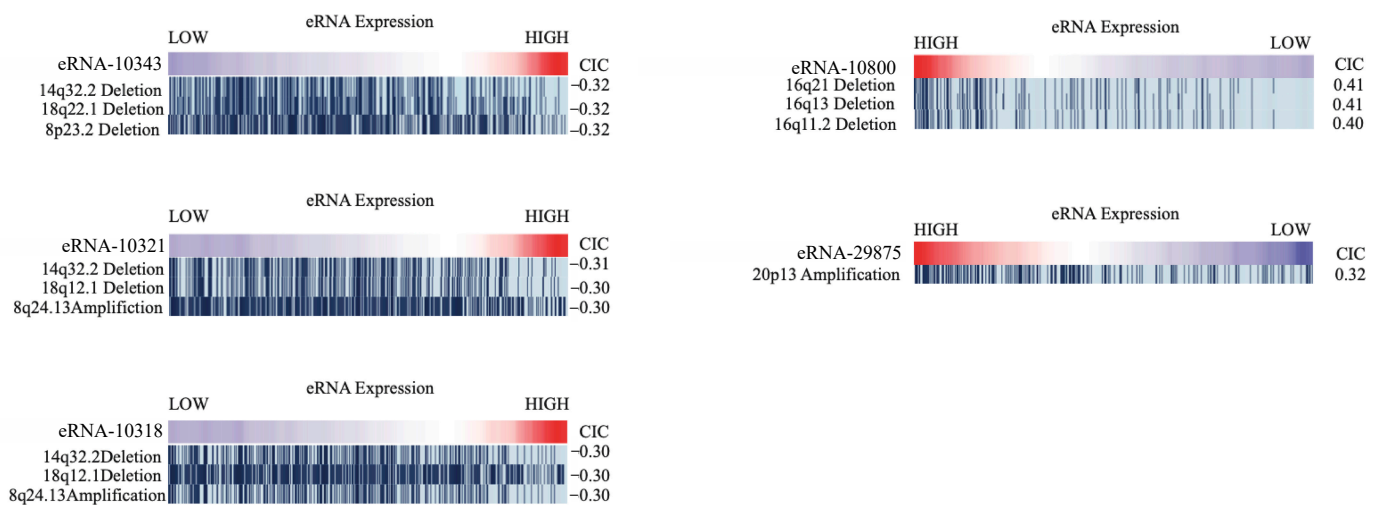 eRNA Expression
LOW HIGH
eRNA-10343 CIC
14q32.2 Deletion −0.32
18q22.1 Deletion −0.32
8p23.2 Deletion −0.32
eRNA Expression
LOW HIGH
eRNA-10321 CIC
14q32.2 Deletion −0.31
18q12.1 Deletion −0.30
8q24.13Amplifiction −0.30
eRNA Expression
LOW HIGH
eRNA-10318 CIC
14q32.2Deletion −0.30
18q12.1Deletion −0.30
8q24.13Amplification −0.30
eRNA Expression
HIGH LOW
eRNA-10800 CIC
16q21 Deletion 0.41
16q13 Deletion 0.41
16q11.2 Deletion 0.40
eRNA Expression
HIGH LOW
eRNA-29875 CIC
20p13 Amplification 0.32